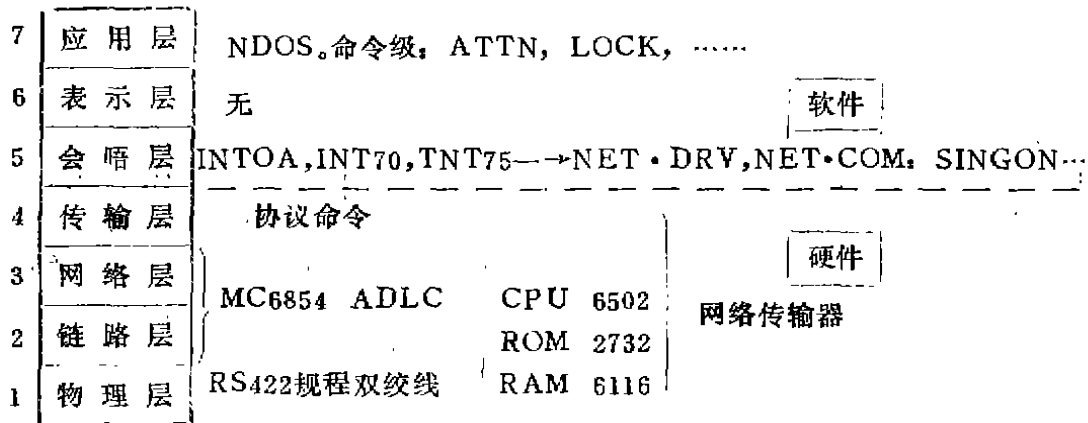 7 应用层 NDOS。命令级：ATTN, LOCK, ……
6 表示层 无 软件
5 会晤层 INTOA,INT70,TNT75—→NET·DRV,NET·COM：SINGON…
4 传输层 协议命令
硬件
3 网络层
MC6854 ADLC CPU 6502
网络传输器
2 链路层 ROM 2732
1 物理层 RS422规程双绞线 RAM 6116